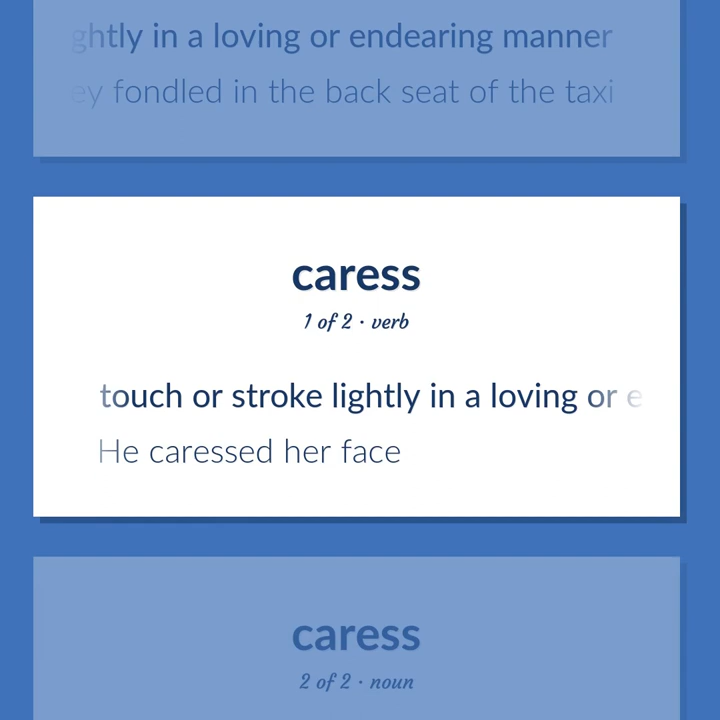 ghtly in a loving or endearing manner
ey fondled in the back seat of the taxi
caress
1 of 2 · verb
touch or stroke lightly in a loving or e
He caressed her face
caress
2 of 2 · noun